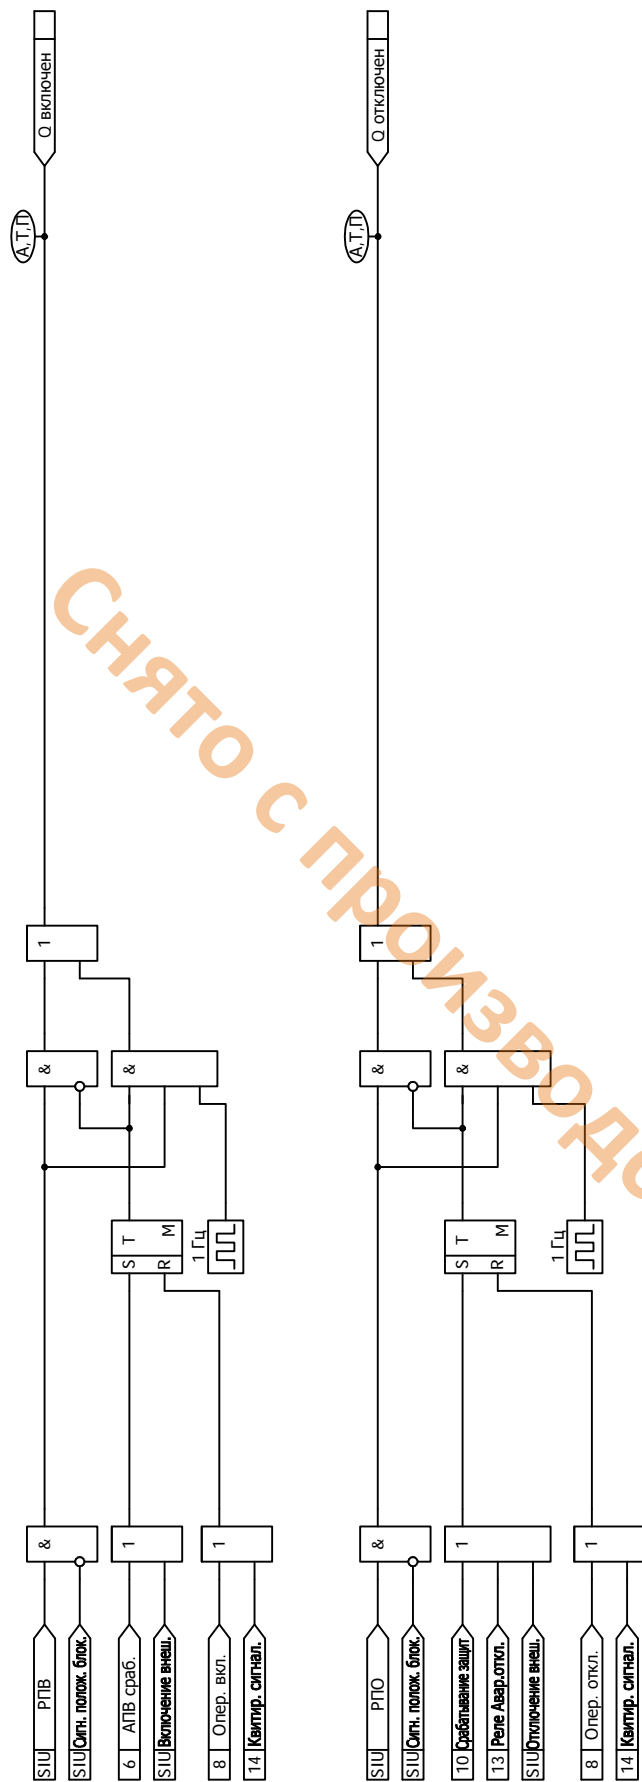 Q включен
А,Т,П
1
&
&
S T
R M
1 Гц
&
1
1
SIU РПВ
SIU Сигн. полож. блок.
6 АПВ сраб.
SIU Включение внеш.
8 Опер. вкл.
14 Квитир. сигнал.
Q отключен
А,Т,П
1
&
&
S T
R M
1 Гц
&
1
1
SIU РПО
SIU Сигн. полож. блок.
10 Срабатывание защит
13 Реле Авар.откл.
SIU Отключение внеш.
8 Опер. откл.
14 Квитир. сигнал.
Снято с производс